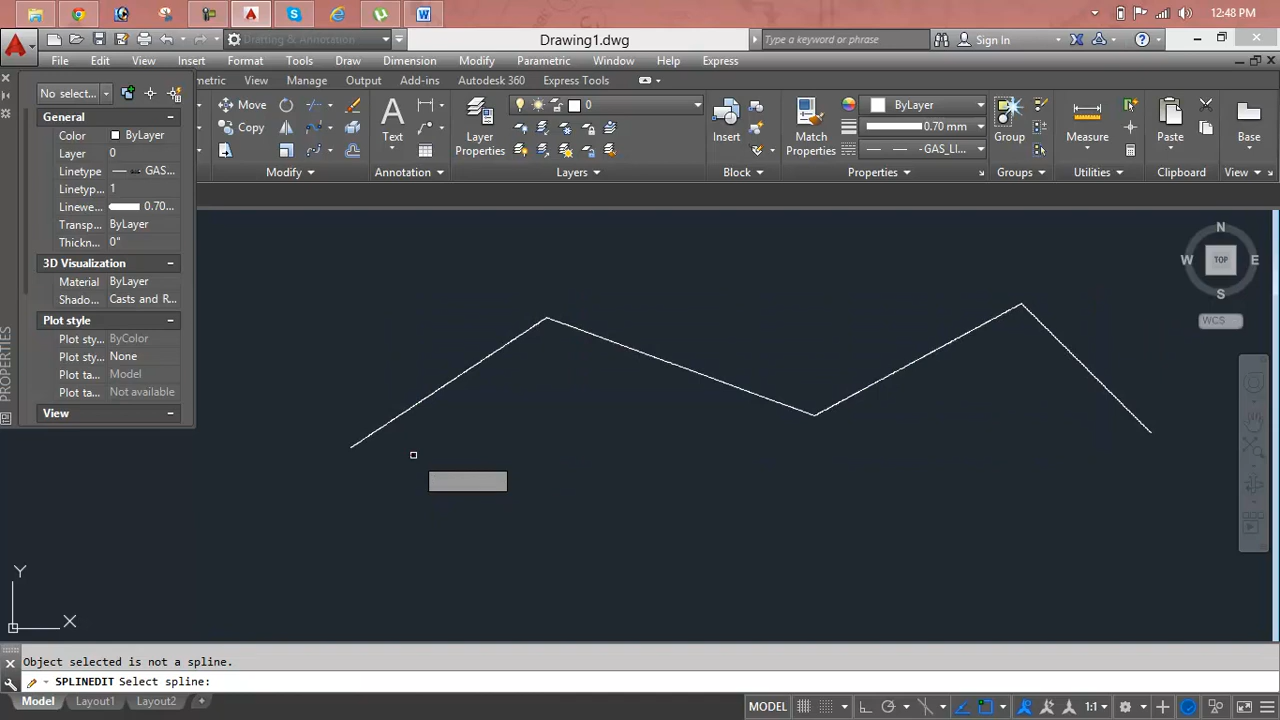 12:48 PM
Drafting & Annotation
Drawing1.dwg
Type a keyword or phrase
Sign In
File Edit View Insert Format Tools Draw Dimension Modify Parametric Window Help Express
metric View Manage Output Add-ins Autodesk 360 Express Tools
No select...
Move
Copy
Text
Layer Properties
0
Insert
Match Properties
ByLayer
0.70 mm
GAS_LI...
Group
Measure
Paste
Base
Modify Annotation Layers Block Properties Groups Utilities Clipboard View
General
Color ByLayer
Layer 0
Linetype GAS...
Linetyp... 1
Linewe... 0.70...
Transp... ByLayer
Thickn... 0"
3D Visualization
Material ByLayer
Shado... Casts and R...
Plot style
Plot sty... ByColor
Plot sty... None
Plot ta... Model
Plot ta... Not available
View
PROPERTIES
N
W TOP E
S
WCS
Y
X
Object selected is not a spline.
SPLINEDIT Select spline:
Model Layout1 Layout2 +
MODEL 1:1